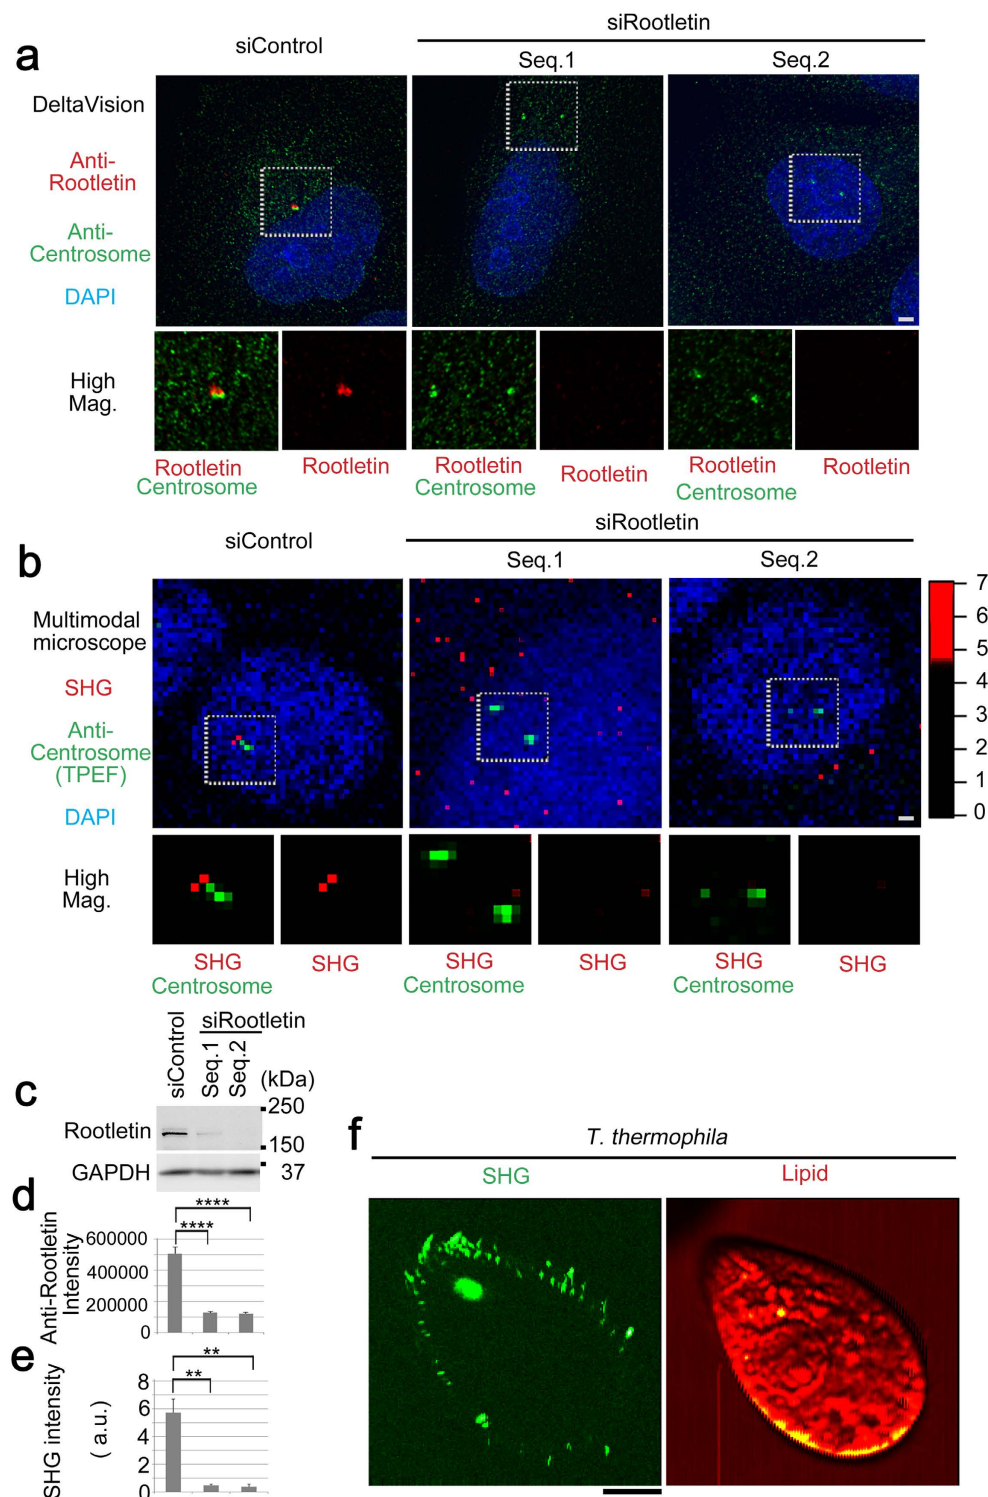 siRootletin
siControl
a
Seq.1
Seq.2
DeltaVision
Anti-
Rootletin
Anti-
Centrosome
DAPI
High
Mag.
Rootletin
Centrosome
Rootletin
Rootletin
Centrosome
Rootletin
Rootletin
Centrosome
Rootletin
siRootletin
siControl
b
Seq.1
Seq.2
Multimodal
microscope
SHG
Anti-
Centrosome
(TPEF)
DAPI
7
6
5
4
3
2
1
0
High
Mag.
SHG
Centrosome
SHG
SHG
Centrosome
SHG
SHG
Centrosome
SHG
c
siControl
siRootletin
Seq.1
Seq.2
(kDa)
250
Rootletin
150
GAPDH
37
d
****
****
Anti-Rootletin
Intensity
600000
400000
200000
0
e
**
**
SHG intensity
( a.u.)
8
6
4
2
0
f
T. thermophila
SHG
Lipid